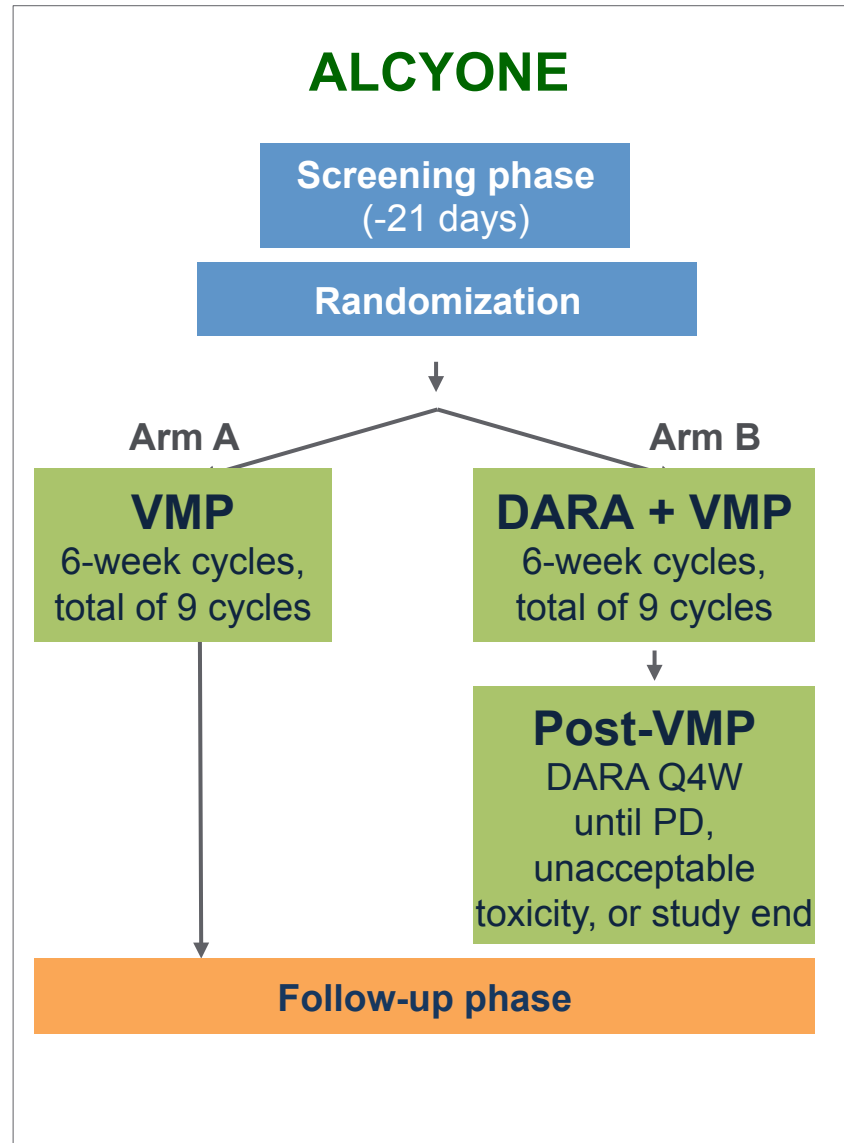 ALCYONE
Screening phase
(-21 days)
Randomization
Arm A
Arm B
VMP
6-week cycles,
total of 9 cycles
DARA + VMP
6-week cycles,
total of 9 cycles
Post-VMP
DARA Q4W
until PD,
unacceptable
toxicity, or study end
Follow-up phase